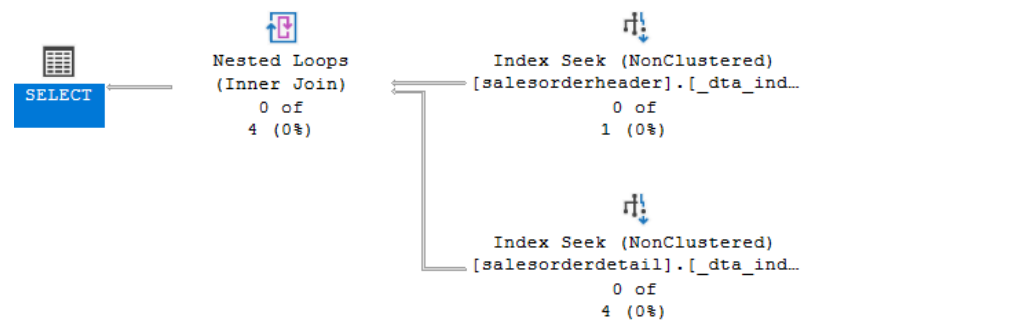 SELECT
Nested Loops
(Inner Join)
0 of
4 (0%)
Index Seek (NonClustered)
[salesorderheader].[_dta_ind…
0 of
1 (0%)
Index Seek (NonClustered)
[salesorderdetail].[_dta_ind…
0 of
4 (0%)